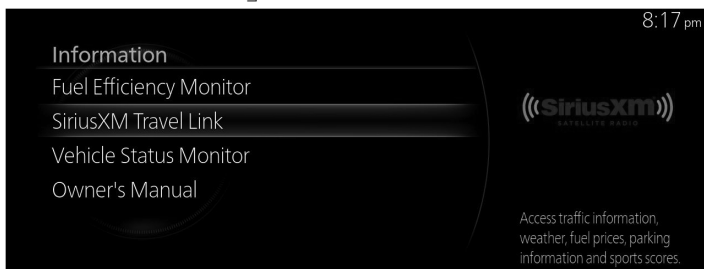 8:17 pm
Information
Fuel Efficiency Monitor
SiriusXM Travel Link
Vehicle Status Monitor
Owner's Manual
((SiriusXM))
SATELLITE RADIO
Access traffic information,
weather, fuel prices, parking
information and sports scores.